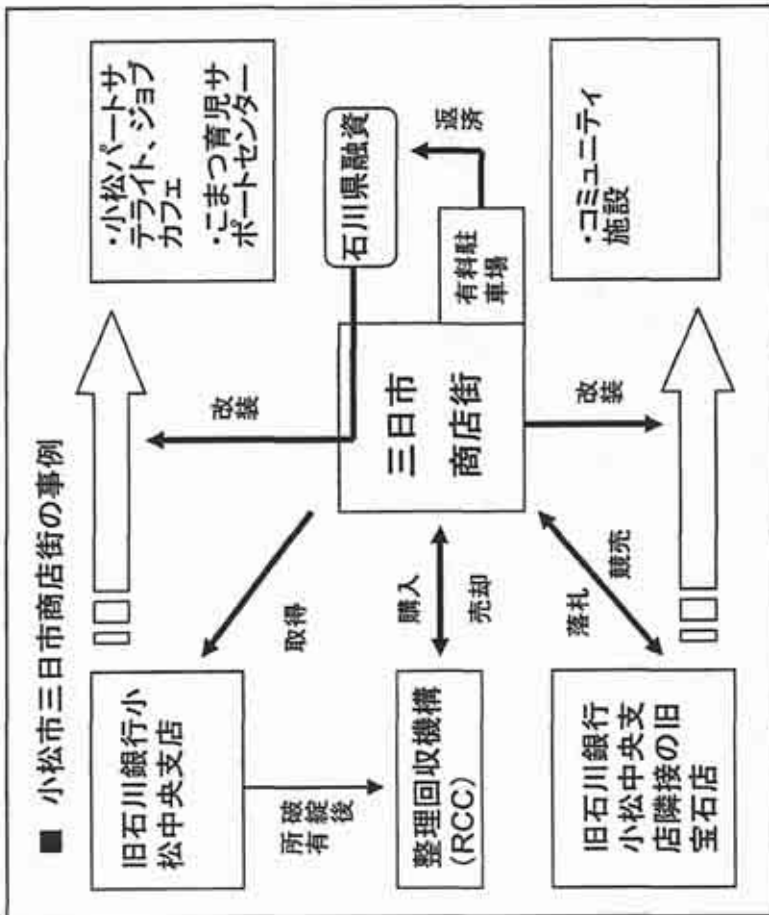 ■ 小松市三日市商店街の事例
旧石川銀行小
松中央支店
取得
改装
・小松パートサ
テライト、ジョブ
カフェ
・こまつ育児サ
ポートセンター
破綻後
所有
整理回収機構
(RCC)
購入
売却
三日市
商店街
石川県融資
返済
有料駐
車場
旧石川銀行
小松中央支
店隣接の旧
宝石店
落札
競売
改装
・コミュニティ
施設